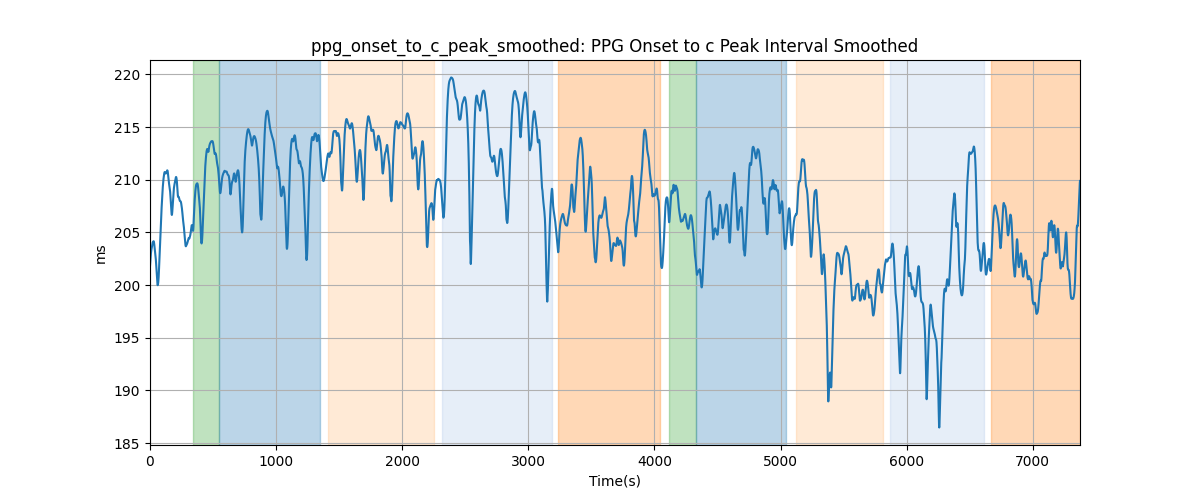 ppg_onset_to_c_peak_smoothed: PPG Onset to c Peak Interval Smoothed
220
215
210
205
200
195
190
185
ms
0 1000 2000 3000 4000 5000 6000 7000
Time(s)